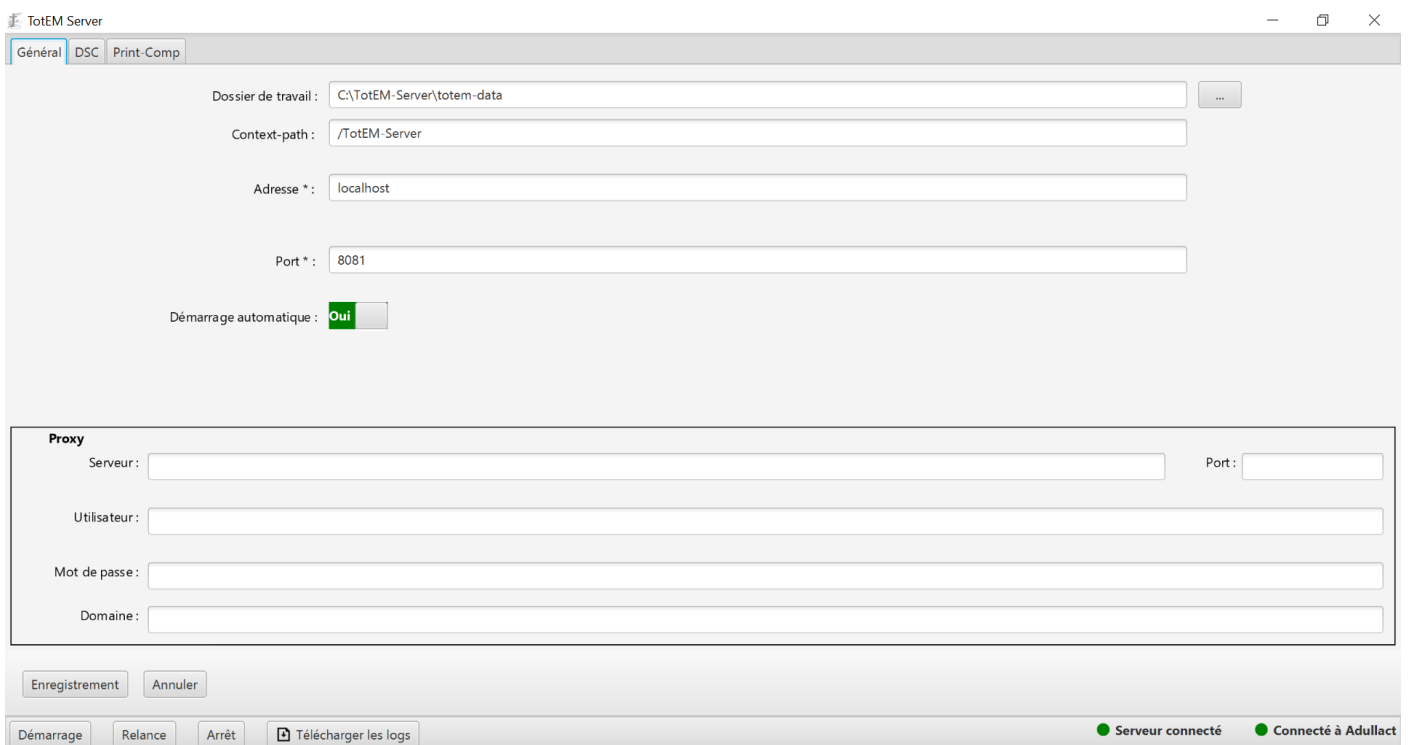 TotEM Server
Général DSC Print-Comp
Dossier de travail : C:\TotEM-Server\totem-data ...
Context-path : /TotEM-Server
Adresse * : localhost
Port * : 8081
Démarrage automatique : Oui
Proxy
Serveur : Port :
Utilisateur :
Mot de passe :
Domaine :
Enregistrement Annuler
Démarrage Relance Arrêt Télécharger les logs Serveur connecté Connecté à Adullact